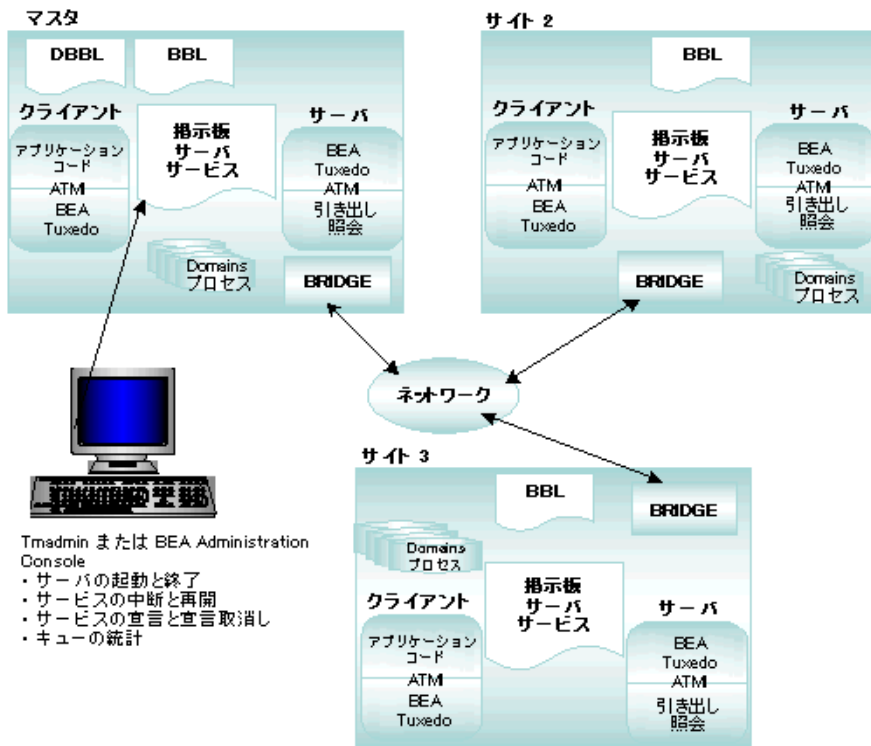 マスタ
DBBL
BBL
クライアント
アプリケーション
コード
ATMI
BEA
Tuxedo
掲示板
サーバ
サービス
サーバ
BEA
Tuxedo
ATMI
引き出し
照会
Domains
プロセス
BRIDGE
サイト 2
BBL
クライアント
アプリケーション
コード
ATMI
BEA
Tuxedo
掲示板
サーバ
サービス
サーバ
BEA
Tuxedo
ATMI
引き出し
照会
BRIDGE
Domains
プロセス
ネットワーク
Tmadmin または BEA Administration
Console
・サーバの起動と終了
・サービスの中断と再開
・サービスの宣言と宣言取消し
・キューの統計
サイト 3
BBL
BRIDGE
Domains
プロセス
クライアント
アプリケーション
コード
ATMI
BEA
Tuxedo
掲示板
サーバ
サービス
サーバ
BEA
Tuxedo
ATMI
引き出し
照会